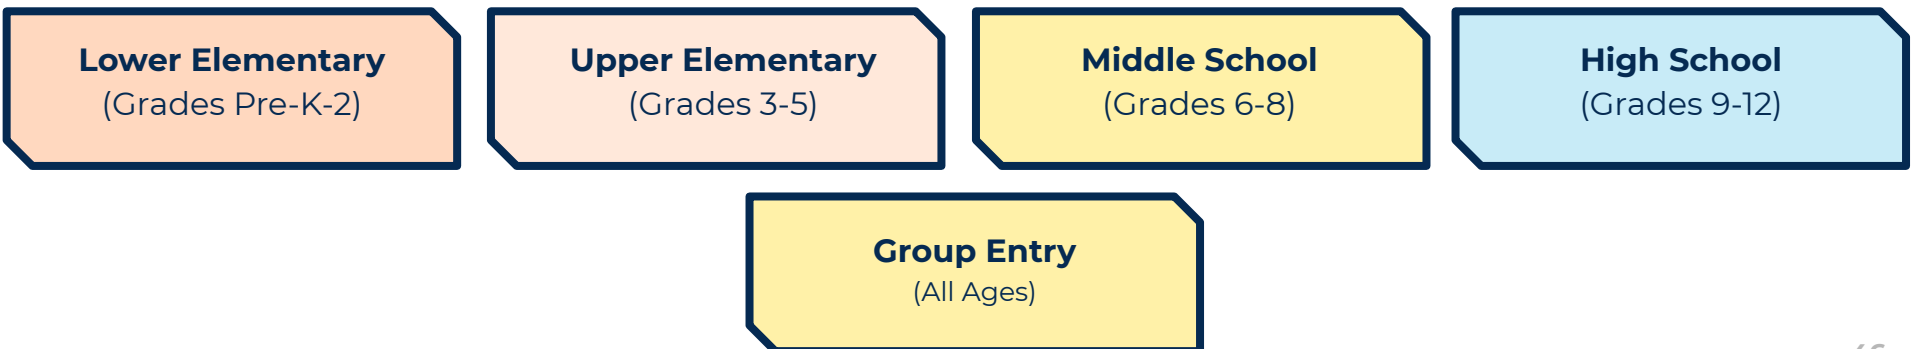 Lower Elementary
(Grades Pre-K-2)
Upper Elementary
(Grades 3-5)
Middle School
(Grades 6-8)
High School
(Grades 9-12)
Group Entry
(All Ages)